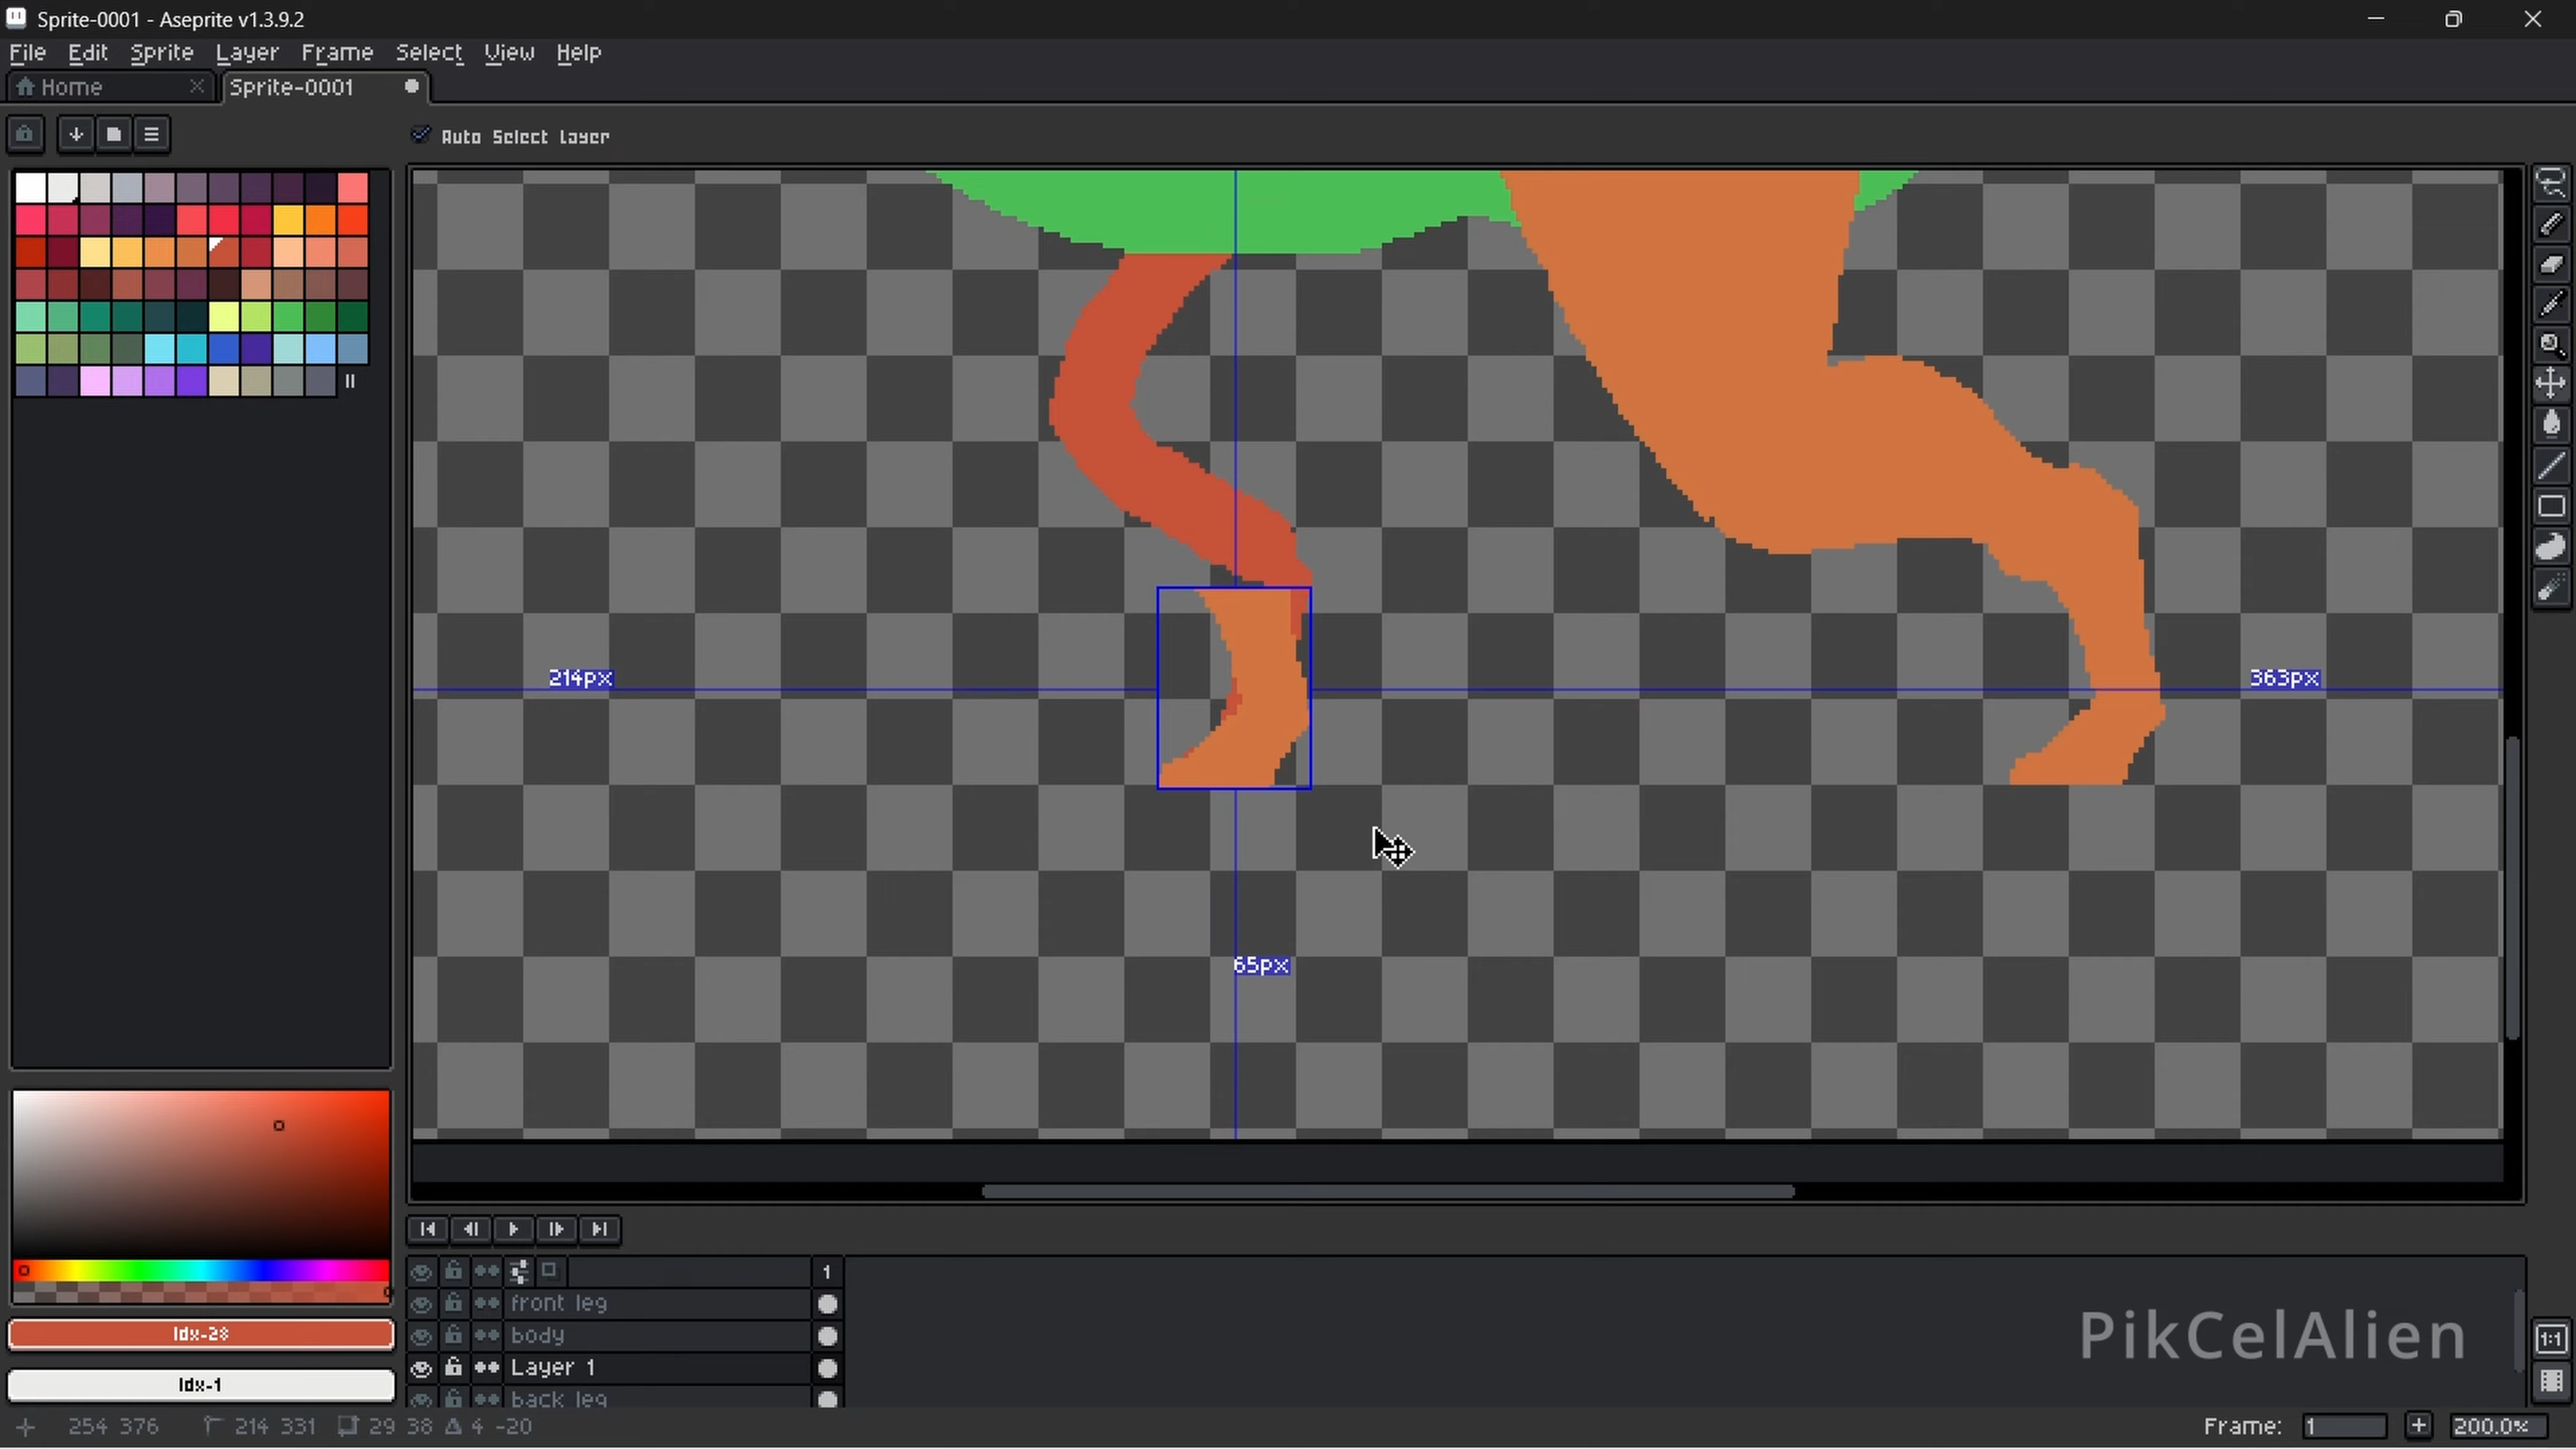 Sprite-0001 - Aseprite v1.3.9.2
File Edit Sprite Layer Frame Select View Help
Home Sprite-0001
Auto Select Layer
214px
363px
65px
1
front leg
body
Layer 1
back leg
Idx-28
Idx-1
PikCelAlien
1:1
254 376 214 331 29 38 Δ 4 -20
Frame: 1 200.0%